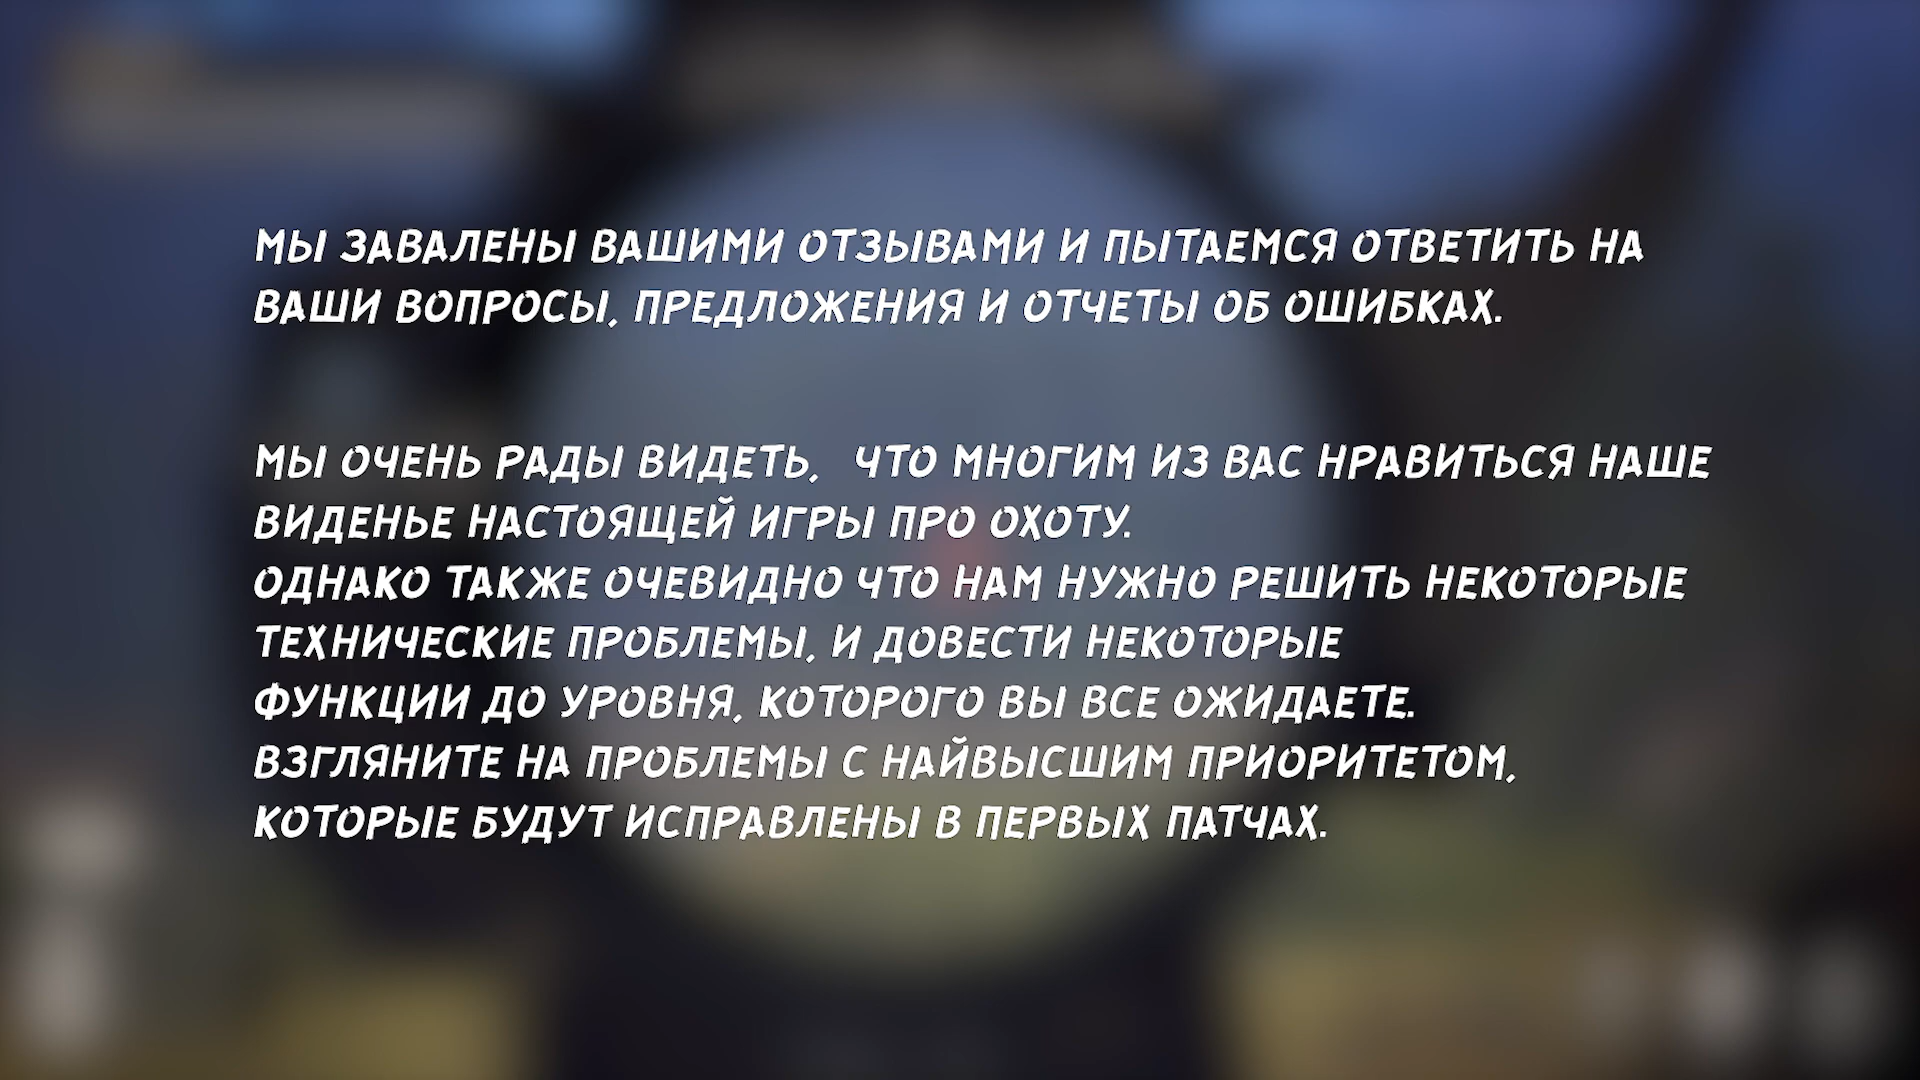 МЫ ЗАВАЛЕНЫ ВАШИМИ ОТЗЫВАМИ И ПЫТАЕМСЯ ОТВЕТИТЬ НА
ВАШИ ВОПРОСЫ, ПРЕДЛОЖЕНИЯ И ОТЧЕТЫ ОБ ОШИБКАХ.
МЫ ОЧЕНЬ РАДЫ ВИДЕТЬ, ЧТО МНОГИМ ИЗ ВАС НРАВИТЬСЯ НАШЕ
ВИДЕНЬЕ НАСТОЯЩЕЙ ИГРЫ ПРО ОХОТУ.
ОДНАКО ТАКЖЕ ОЧЕВИДНО ЧТО НАМ НУЖНО РЕШИТЬ НЕКОТОРЫЕ
ТЕХНИЧЕСКИЕ ПРОБЛЕМЫ, И ДОВЕСТИ НЕКОТОРЫЕ
ФУНКЦИИ ДО УРОВНЯ, КОТОРОГО ВЫ ВСЕ ОЖИДАЕТЕ.
ВЗГЛЯНИТЕ НА ПРОБЛЕМЫ С НАЙВЫСШИМ ПРИОРИТЕТОМ,
КОТОРЫЕ БУДУТ ИСПРАВЛЕНЫ В ПЕРВЫХ ПАТЧАХ.